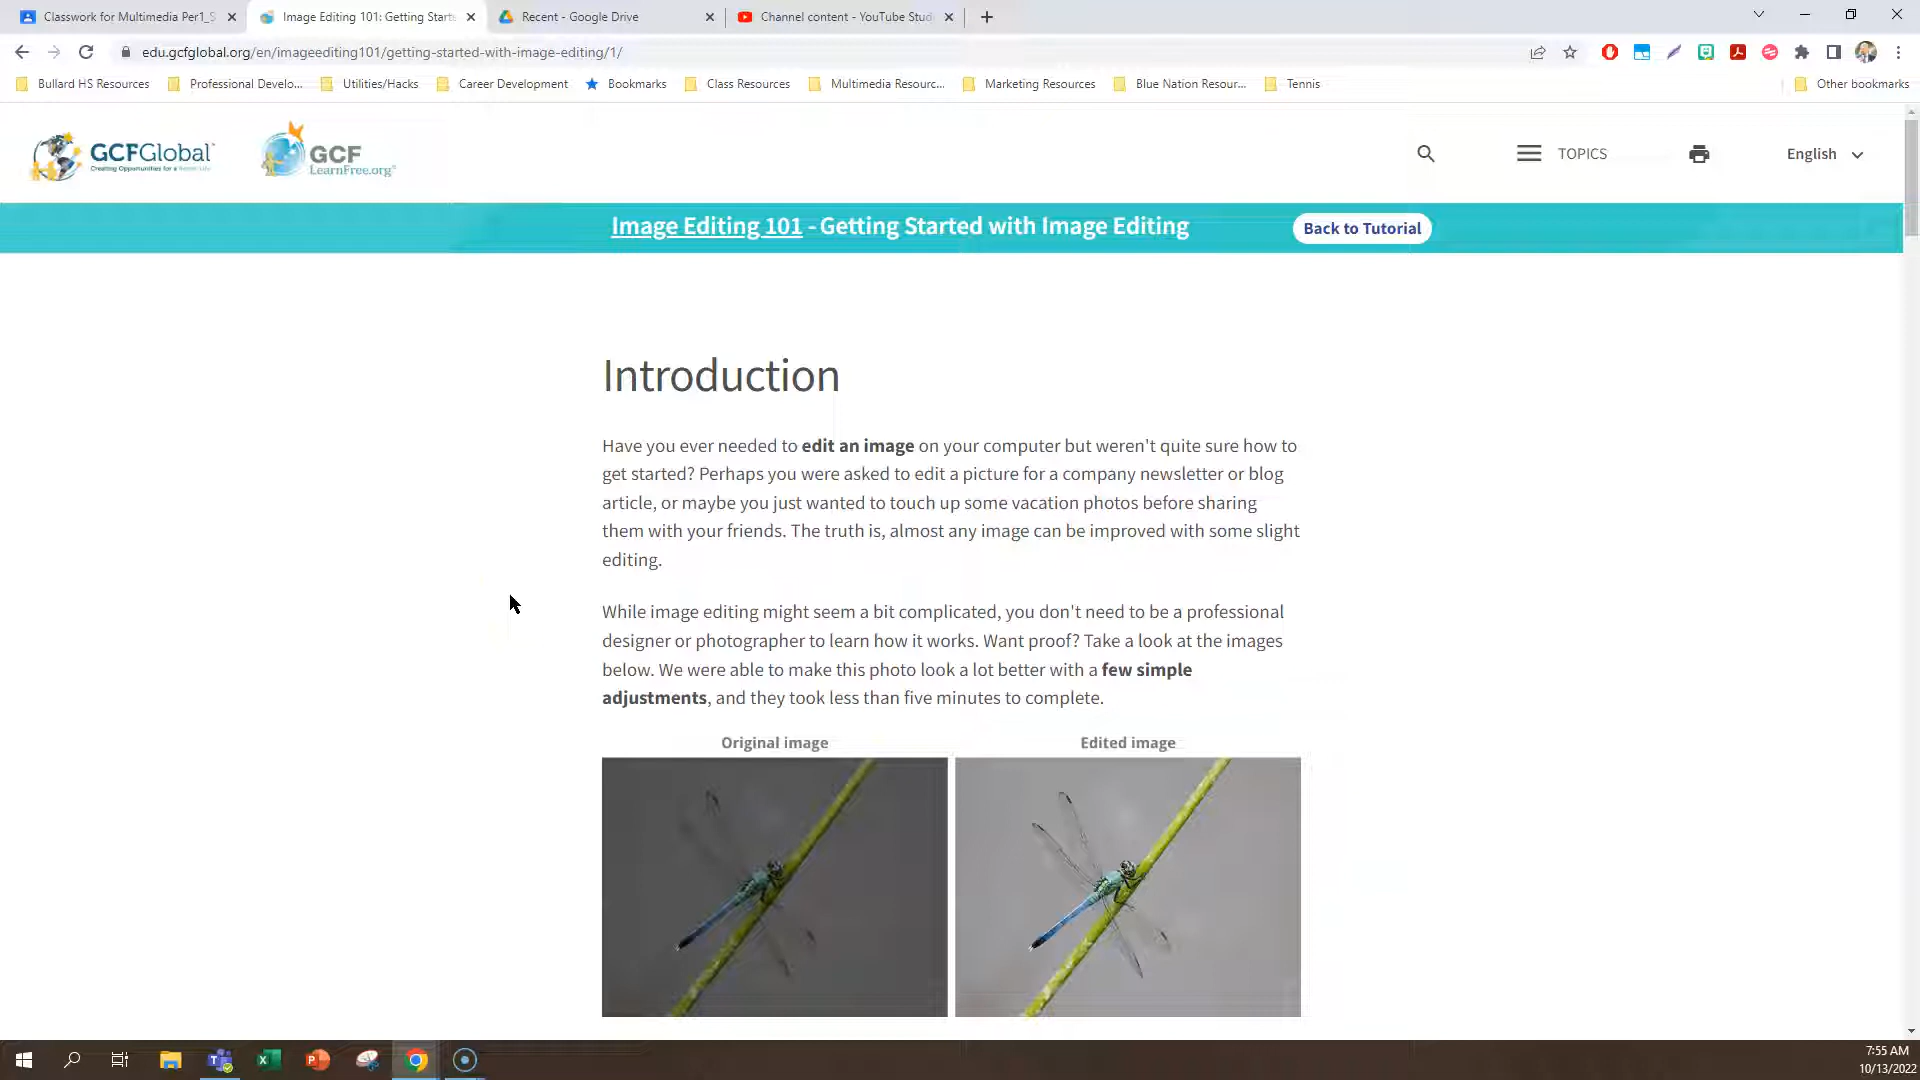 Classwork for Multimedia Per1_S
Image Editing 101: Getting Starte
Recent - Google Drive
Channel content - YouTube Stud
edu.gcfglobal.org/en/imageediting101/getting-started-with-image-editing/1/
Bullard HS Resources
Professional Develo...
Utilities/Hacks
Career Development
Bookmarks
Class Resources
Multimedia Resourc...
Marketing Resources
Blue Nation Resour...
Tennis
Other bookmarks
GCFGlobal
Creating Opportunities for a Better Life
GCF
LearnFree.org
TOPICS
English
Image Editing 101 - Getting Started with Image Editing
Back to Tutorial
Introduction
Have you ever needed to edit an image on your computer but weren't quite sure how to
get started? Perhaps you were asked to edit a picture for a company newsletter or blog
article, or maybe you just wanted to touch up some vacation photos before sharing
them with your friends. The truth is, almost any image can be improved with some slight
editing.
While image editing might seem a bit complicated, you don't need to be a professional
designer or photographer to learn how it works. Want proof? Take a look at the images
below. We were able to make this photo look a lot better with a few simple
adjustments, and they took less than five minutes to complete.
Original image
Edited image
7:55 AM
10/13/2022